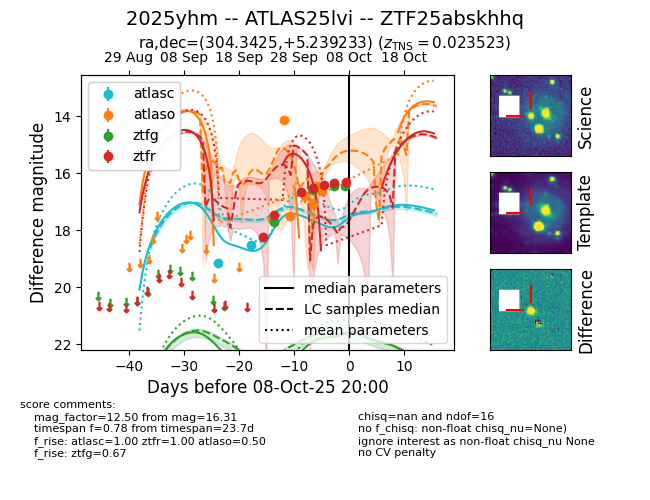 2025yhm -- ATLAS25lvi -- ZTF25abskhhq
ra,dec=(304.3425,+5.239233) (z_TNS = 0.023523)
29 Aug 08 Sep 18 Sep 28 Sep 08 Oct 18 Oct
atlasc
atlaso
ztfg
ztfr
14
16
18
20
22
Difference magnitude
median parameters
LC samples median
mean parameters
−40 −30 −20 −10 0 10
Days before 08-Oct-25 20:00
Science
Template
Difference
score comments:
mag_factor=12.50 from mag=16.31
timespan f=0.78 from timespan=23.7d
f_rise: atlasc=1.00 ztfr=1.00 atlaso=0.50
f_rise: ztfg=0.67
chisq=nan and ndof=16
no f_chisq: non-float chisq_nu=None)
ignore interest as non-float chisq_nu None
no CV penalty